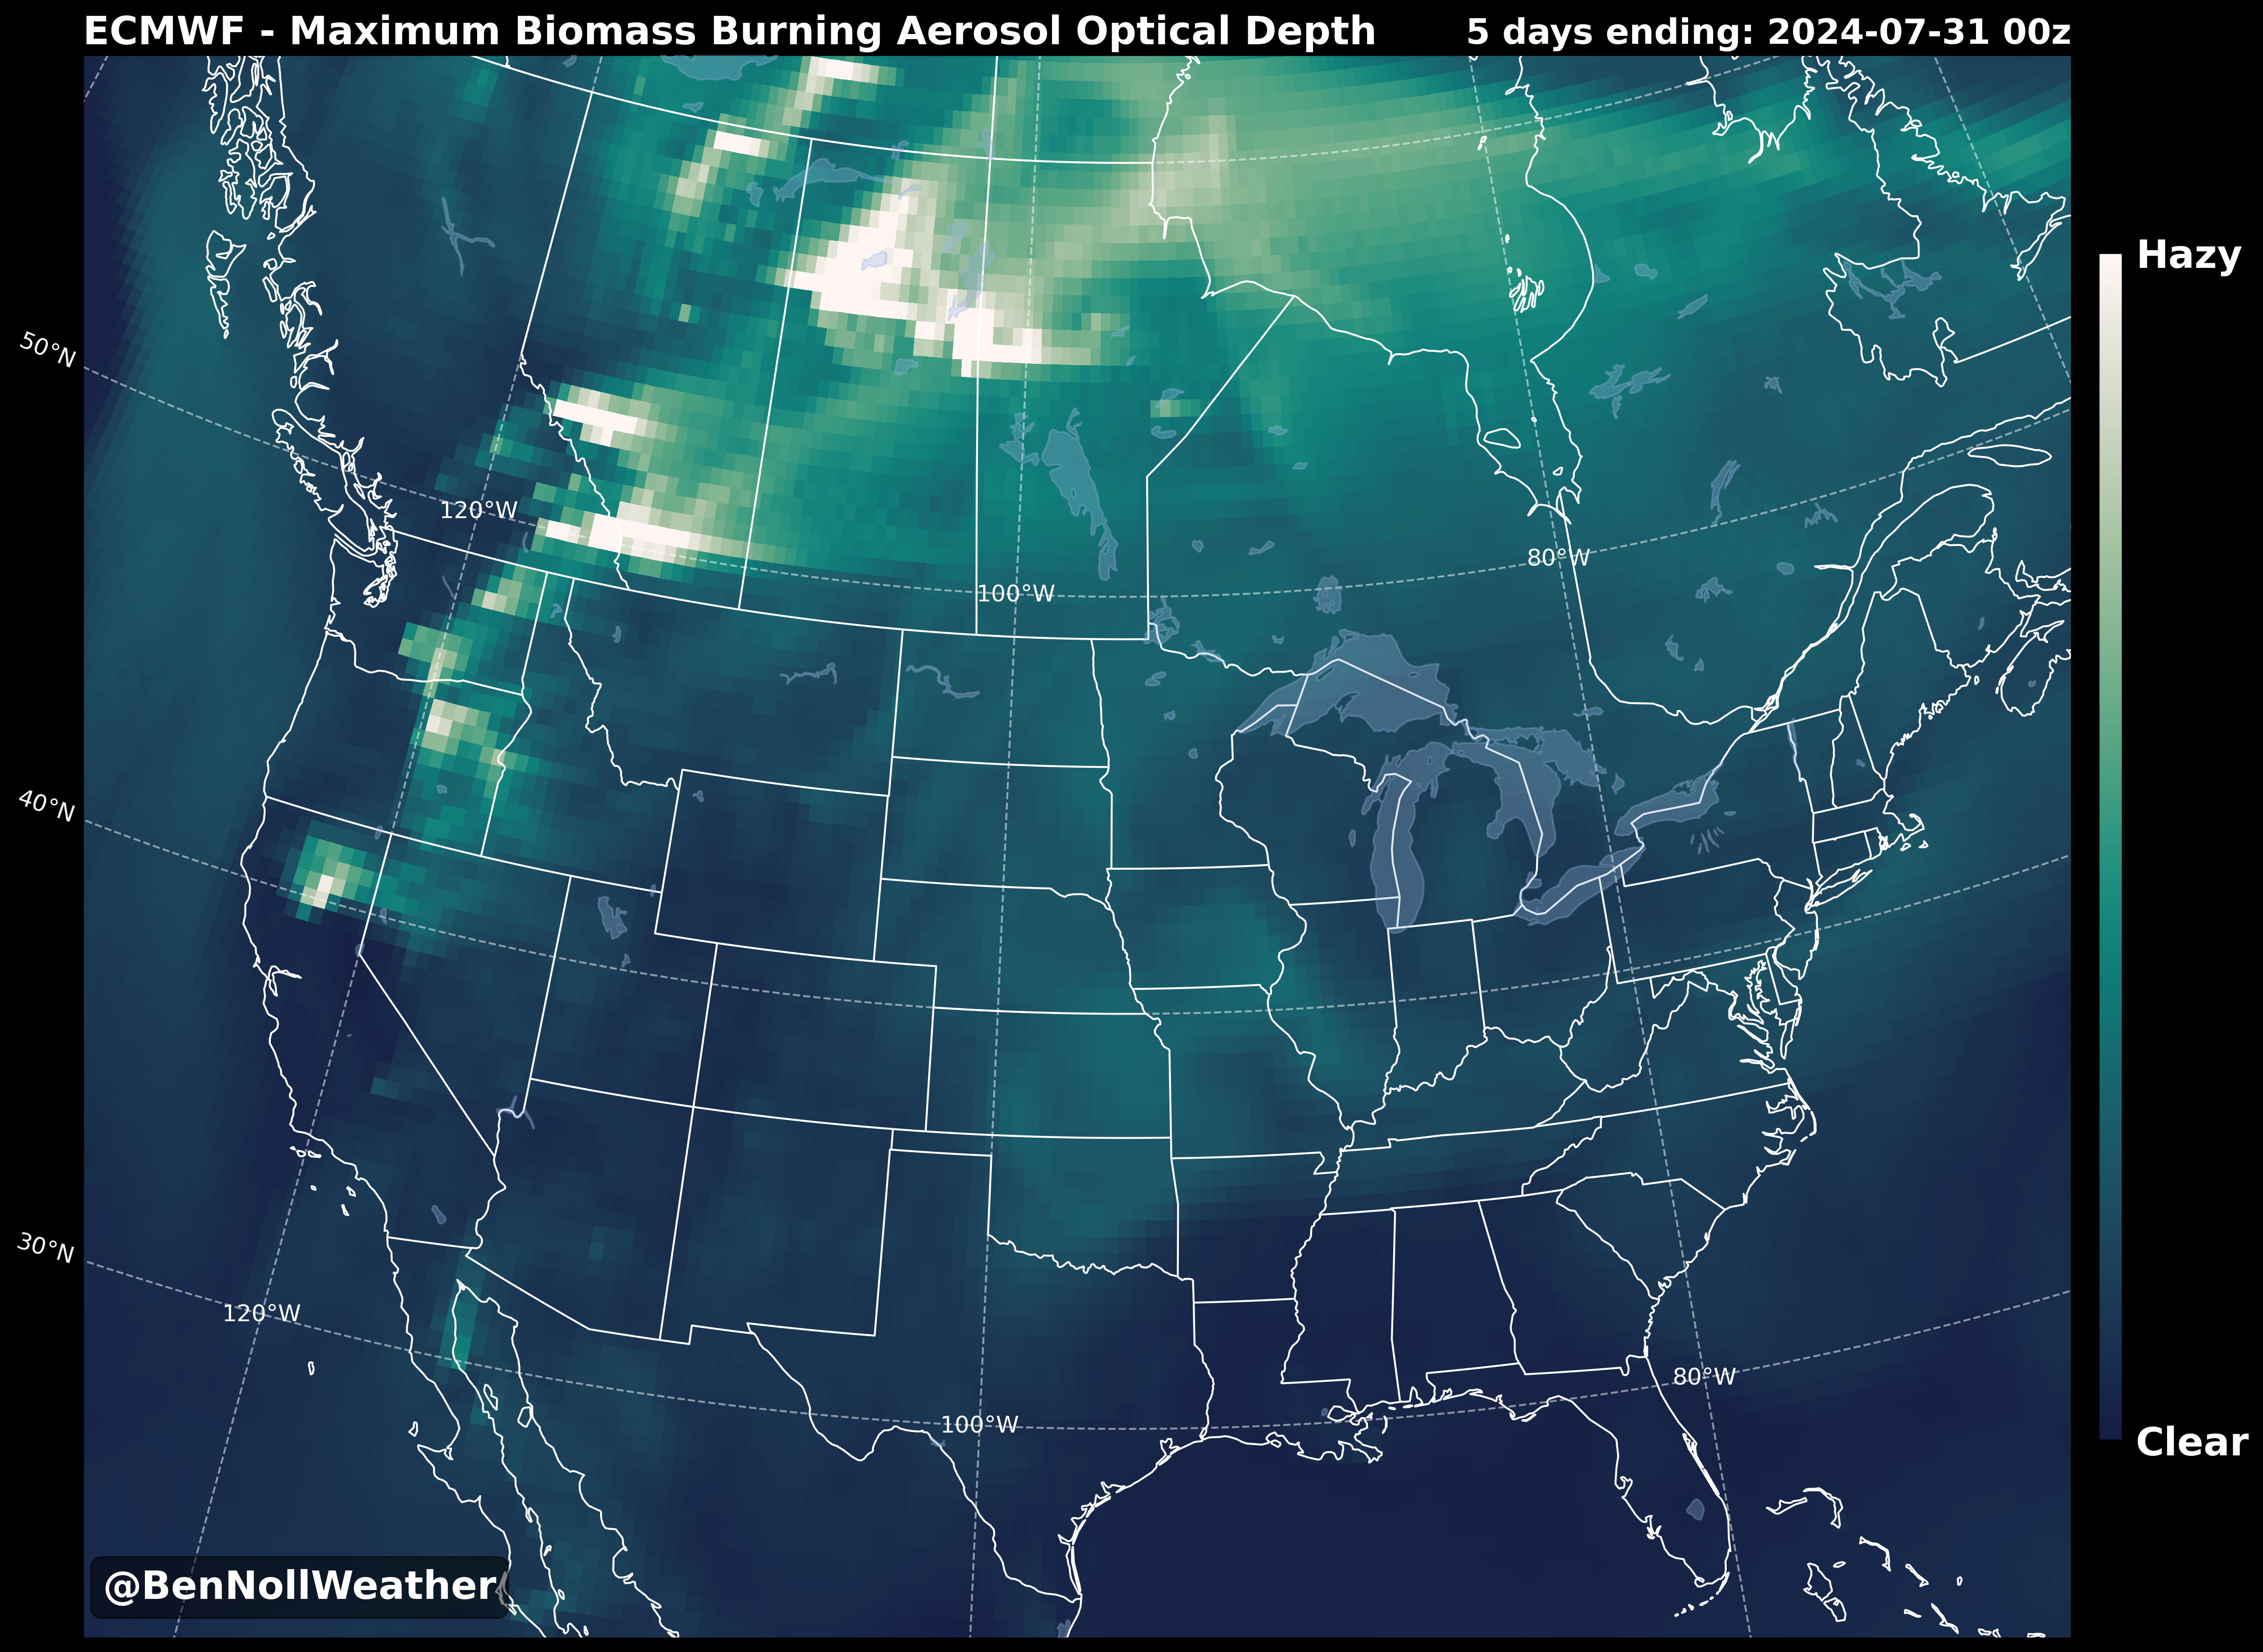 ECMWF - Maximum Biomass Burning Aerosol Optical Depth
5 days ending: 2024-07-31 00z
Hazy
50°N
120°W
80°W
100°W
40°N
30°N
120°W
80°W
100°W
Clear
@BenNollWeather